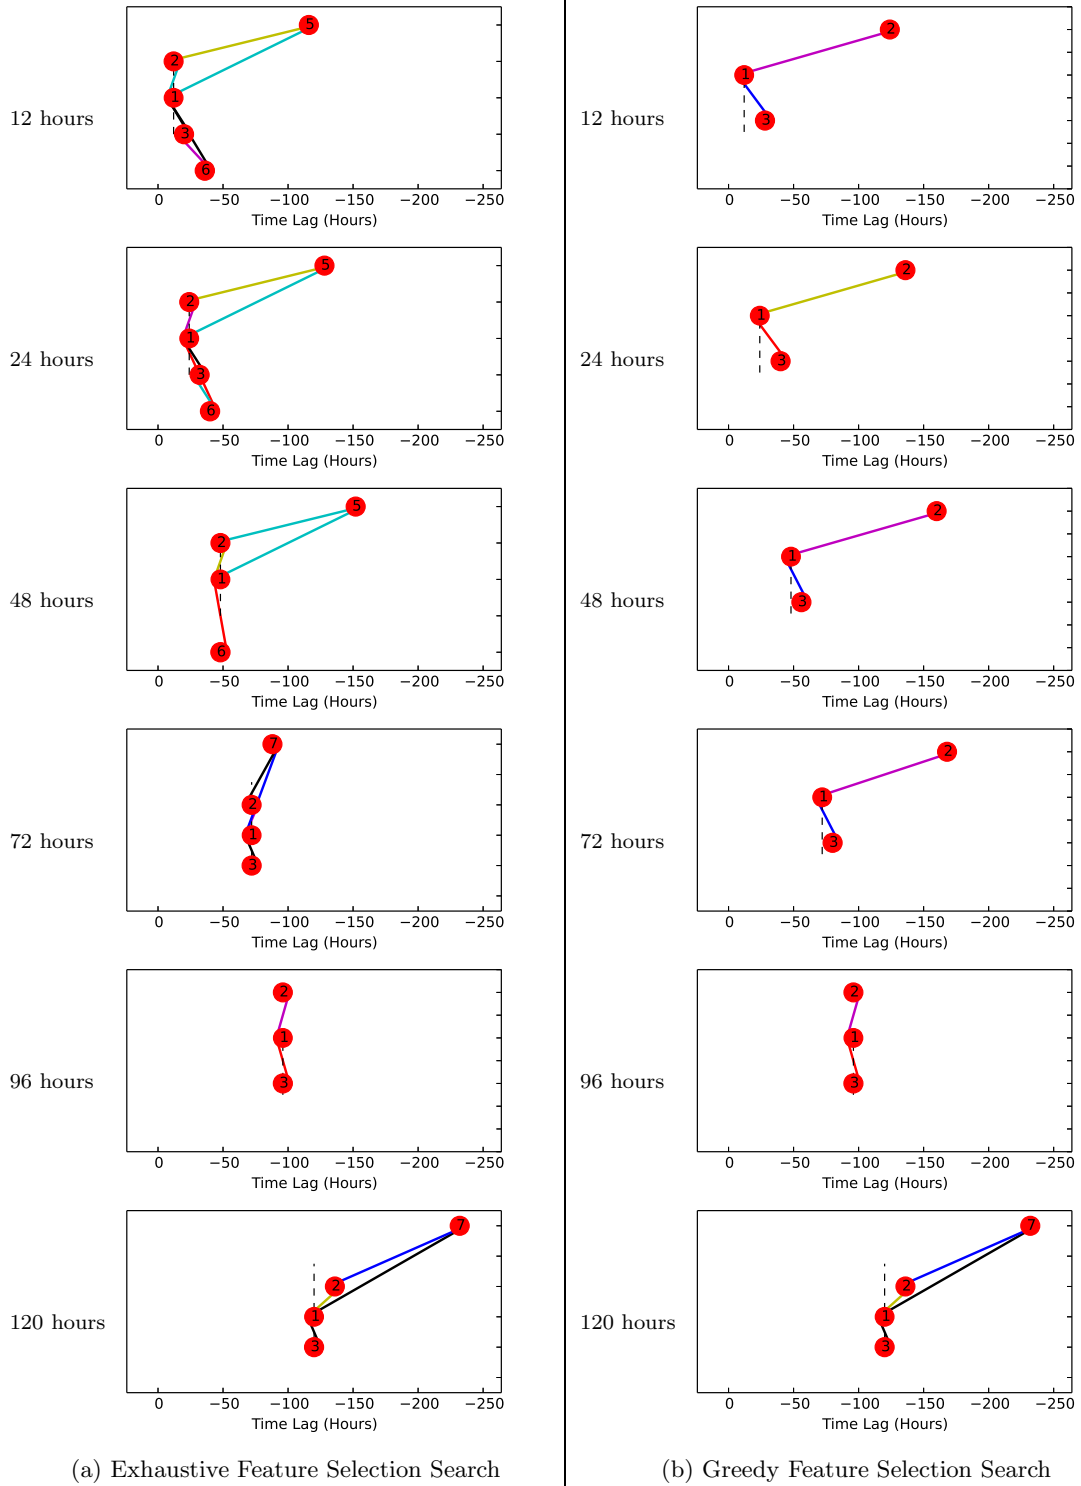 5
2
1
3
6
12 hours
0 −50 −100 −150 −200 −250
Time Lag (Hours)
5
2
1
3
6
24 hours
0 −50 −100 −150 −200 −250
Time Lag (Hours)
5
2
1
6
48 hours
0 −50 −100 −150 −200 −250
Time Lag (Hours)
7
2
1
3
72 hours
0 −50 −100 −150 −200 −250
Time Lag (Hours)
2
1
3
96 hours
0 −50 −100 −150 −200 −250
Time Lag (Hours)
7
2
1
3
120 hours
0 −50 −100 −150 −200 −250
Time Lag (Hours)
(a) Exhaustive Feature Selection Search
2
1
3
12 hours
0 −50 −100 −150 −200 −250
Time Lag (Hours)
2
1
3
24 hours
0 −50 −100 −150 −200 −250
Time Lag (Hours)
2
1
3
48 hours
0 −50 −100 −150 −200 −250
Time Lag (Hours)
2
1
3
72 hours
0 −50 −100 −150 −200 −250
Time Lag (Hours)
2
1
3
96 hours
0 −50 −100 −150 −200 −250
Time Lag (Hours)
7
2
1
3
120 hours
0 −50 −100 −150 −200 −250
Time Lag (Hours)
(b) Greedy Feature Selection Search